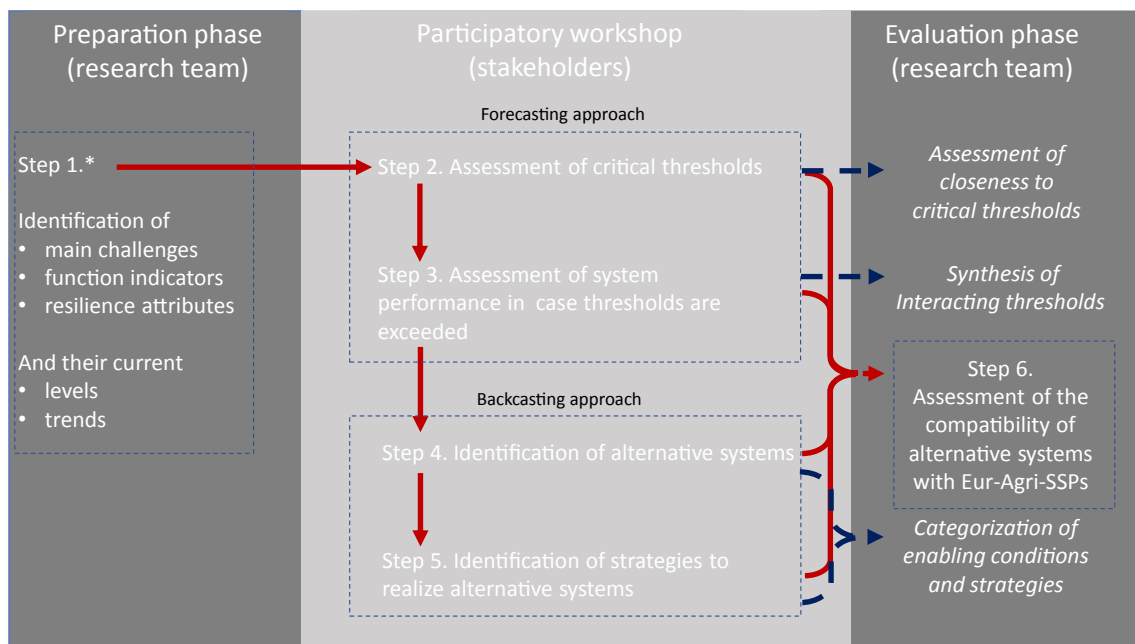 Preparation phase
(research team)
Participatory workshop
(stakeholders)
Evaluation phase
(research team)
Step 1.*
Identification of
• main challenges
• function indicators
• resilience attributes
And their current
• levels
• trends
Forecasting approach
Step 2. Assessment of critical thresholds
Step 3. Assessment of system
performance in case thresholds are
exceeded
Backcasting approach
Step 4. Identification of alternative systems
Step 5. Identification of strategies to
realize alternative systems
Assessment of
closeness to
critical thresholds
Synthesis of
Interacting thresholds
Step 6.
Assessment of the
compatibility of
alternative systems
with Eur-Agri-SSPs
Categorization of
enabling conditions
and strategies